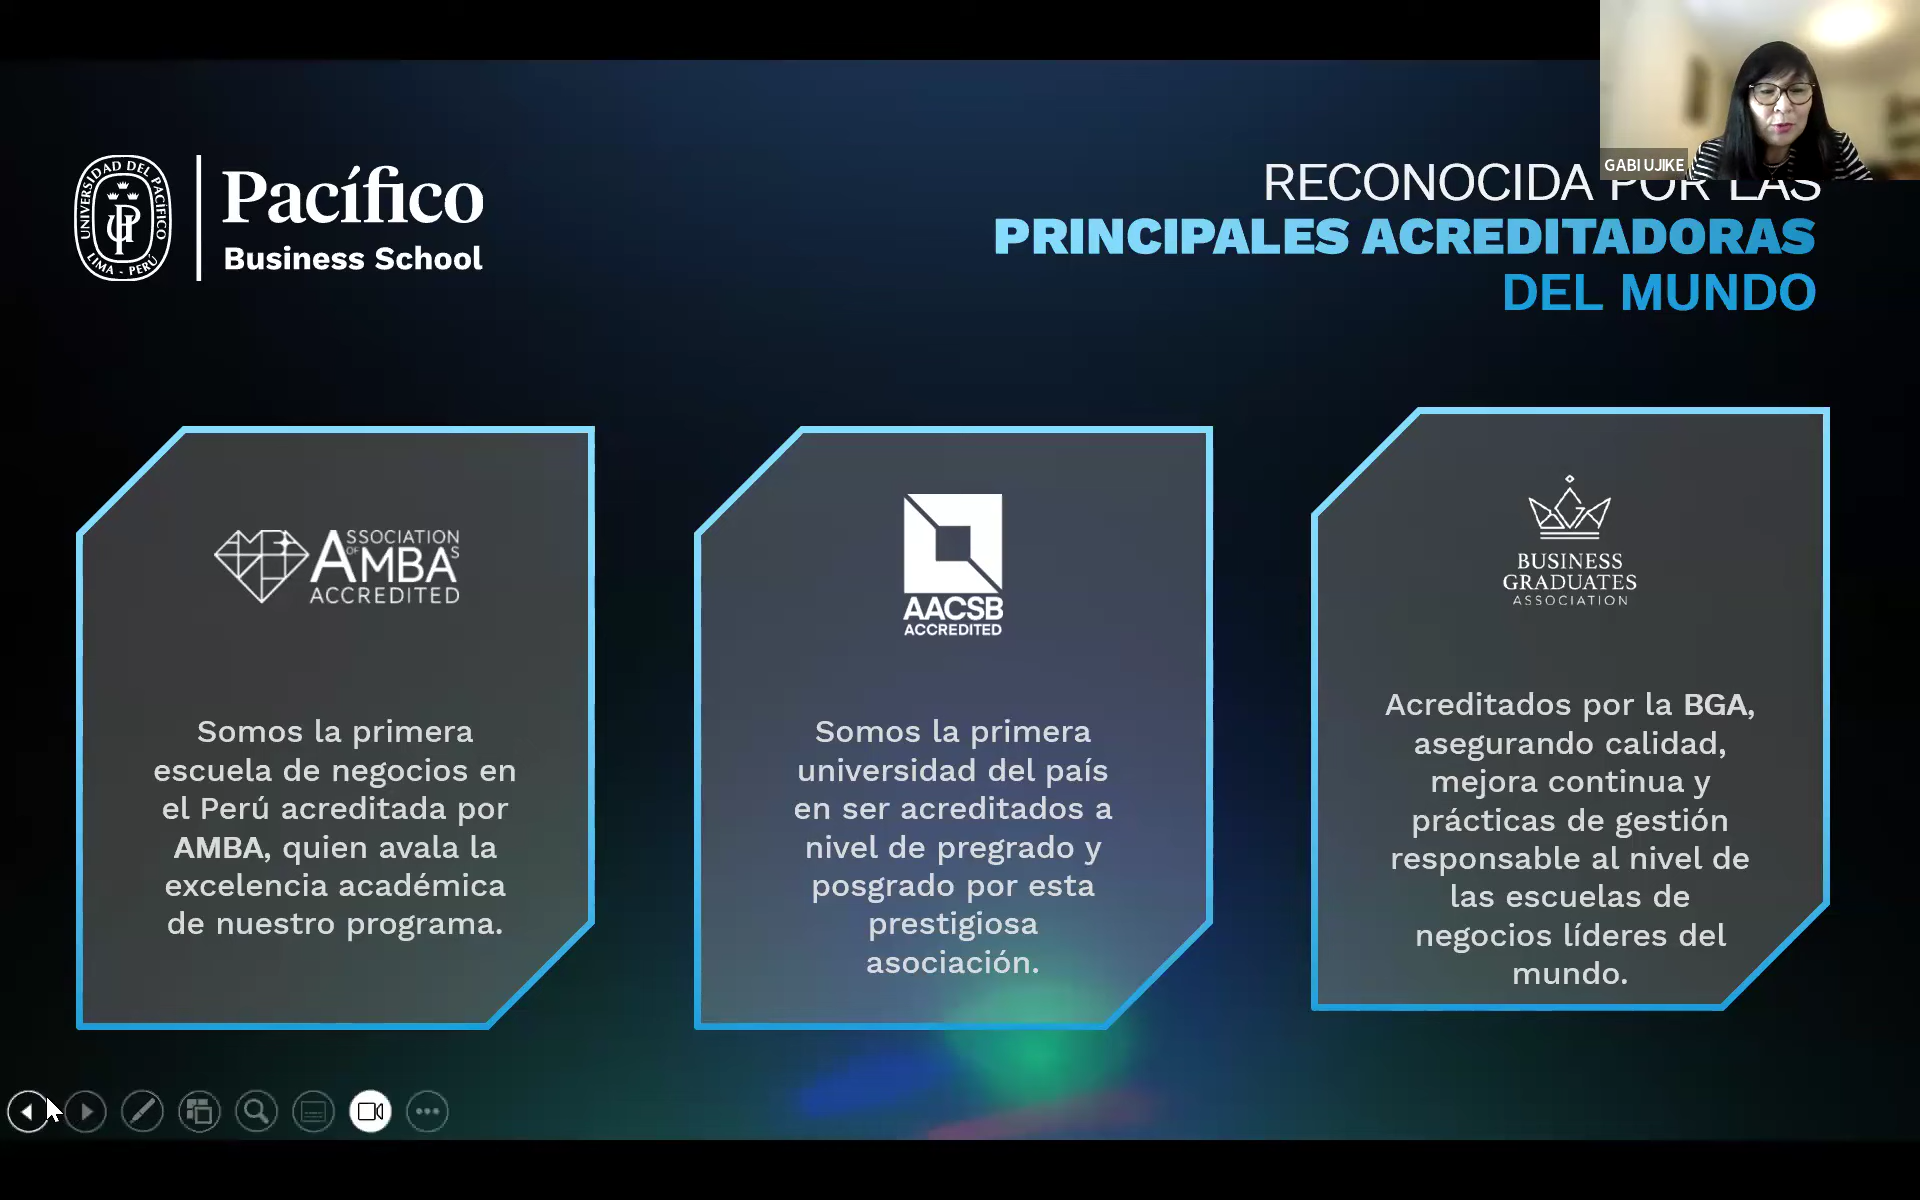 UNIVERSIDAD DEL PACÍFICO
LIMA - PERÚ
Pacífico
Business School
GABI UJIKE
RECONOCIDA POR LAS
PRINCIPALES ACREDITADORAS
DEL MUNDO
ASSOCIATION
OF AMBAS
ACCREDITED
Somos la primera
escuela de negocios en
el Perú acreditada por
AMBA, quien avala la
excelencia académica
de nuestro programa.
AACSB
ACCREDITED
Somos la primera
universidad del país
en ser acreditados a
nivel de pregrado y
posgrado por esta
prestigiosa
asociación.
BUSINESS
GRADUATES
ASSOCIATION
Acreditados por la BGA,
asegurando calidad,
mejora continua y
prácticas de gestión
responsable al nivel de
las escuelas de
negocios líderes del
mundo.